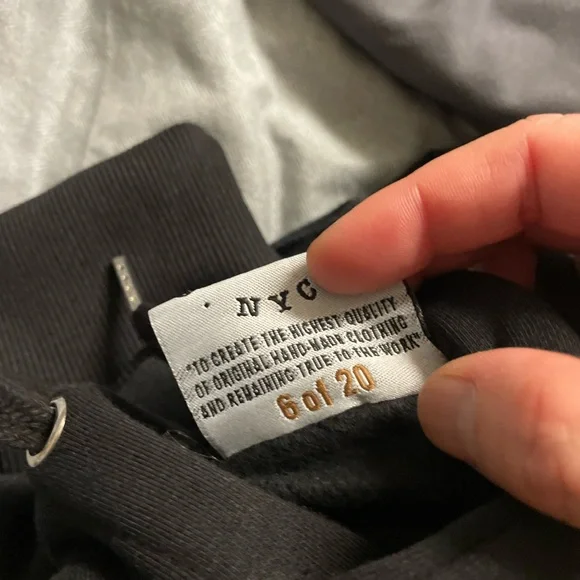 NYC
"TO CREATE THE HIGHEST QUALITY
OF ORIGINAL HAND-MADE CLOTHING
AND REMAINING TRUE TO THE WORK"
6 of 20